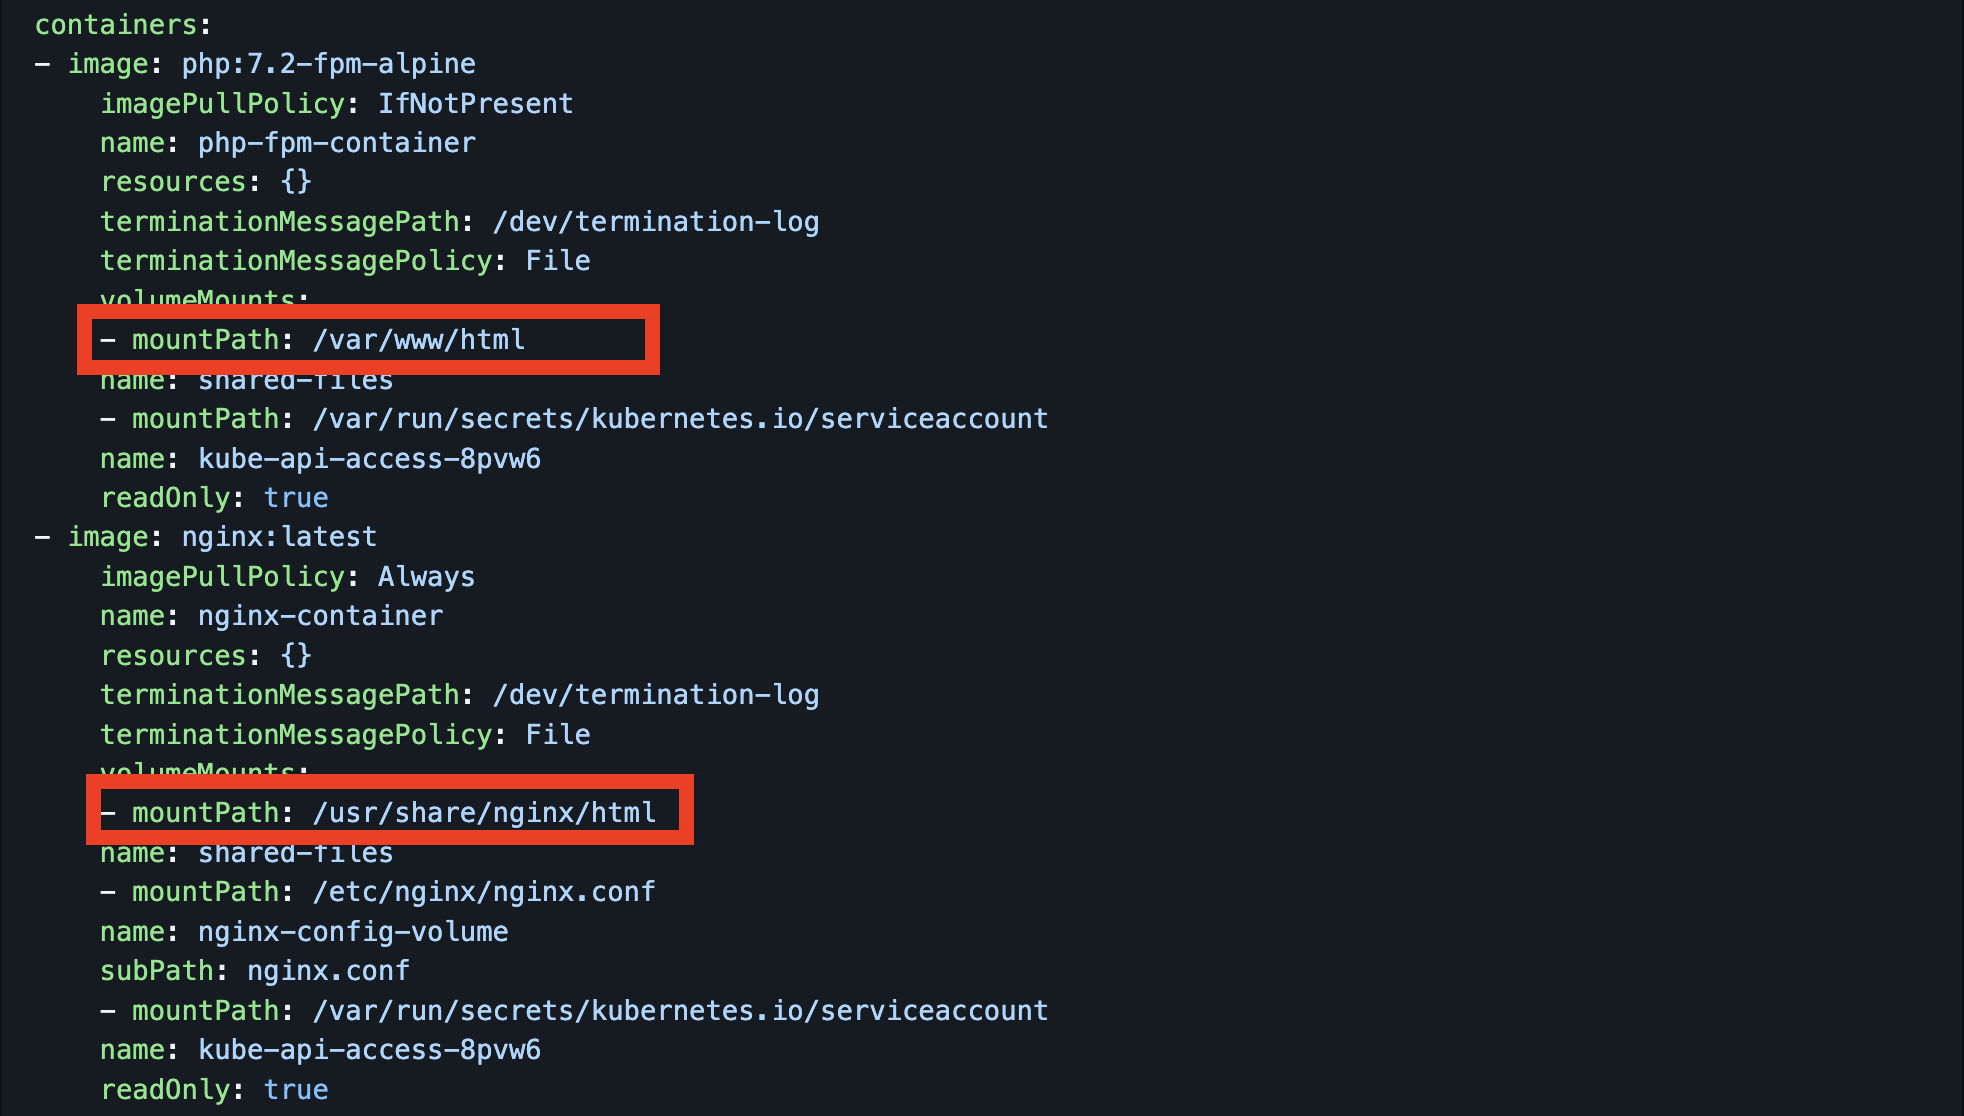 containers:
- image: php:7.2-fpm-alpine
imagePullPolicy: IfNotPresent
name: php-fpm-container
resources: {}
terminationMessagePath: /dev/termination-log
terminationMessagePolicy: File
volumeMounts:
- mountPath: /var/www/html
name: shared-files
- mountPath: /var/run/secrets/kubernetes.io/serviceaccount
name: kube-api-access-8pvw6
readOnly: true
- image: nginx:latest
imagePullPolicy: Always
name: nginx-container
resources: {}
terminationMessagePath: /dev/termination-log
terminationMessagePolicy: File
volumeMounts:
- mountPath: /usr/share/nginx/html
name: shared-files
- mountPath: /etc/nginx/nginx.conf
name: nginx-config-volume
subPath: nginx.conf
- mountPath: /var/run/secrets/kubernetes.io/serviceaccount
name: kube-api-access-8pvw6
readOnly: true